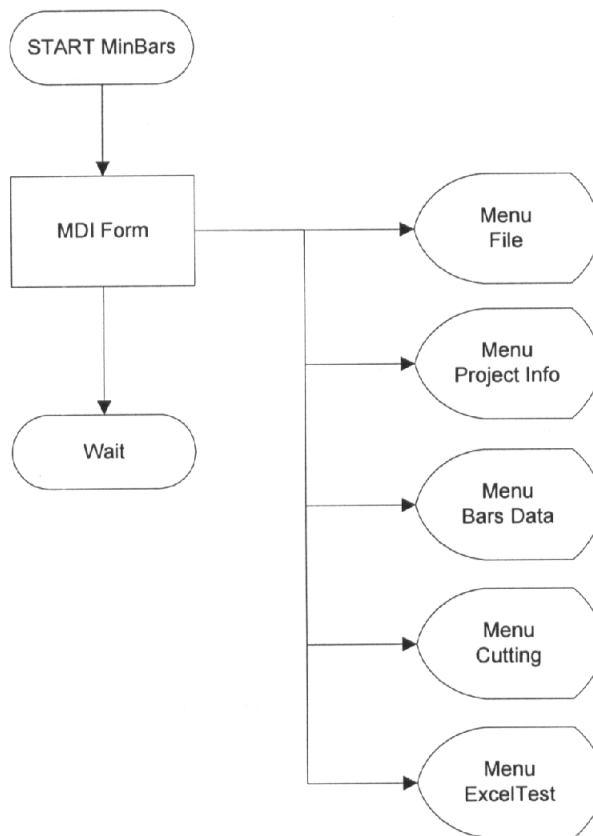 START MinBars
MDI Form
Wait
Menu
File
Menu
Project Info
Menu
Bars Data
Menu
Cutting
Menu
ExcelTest